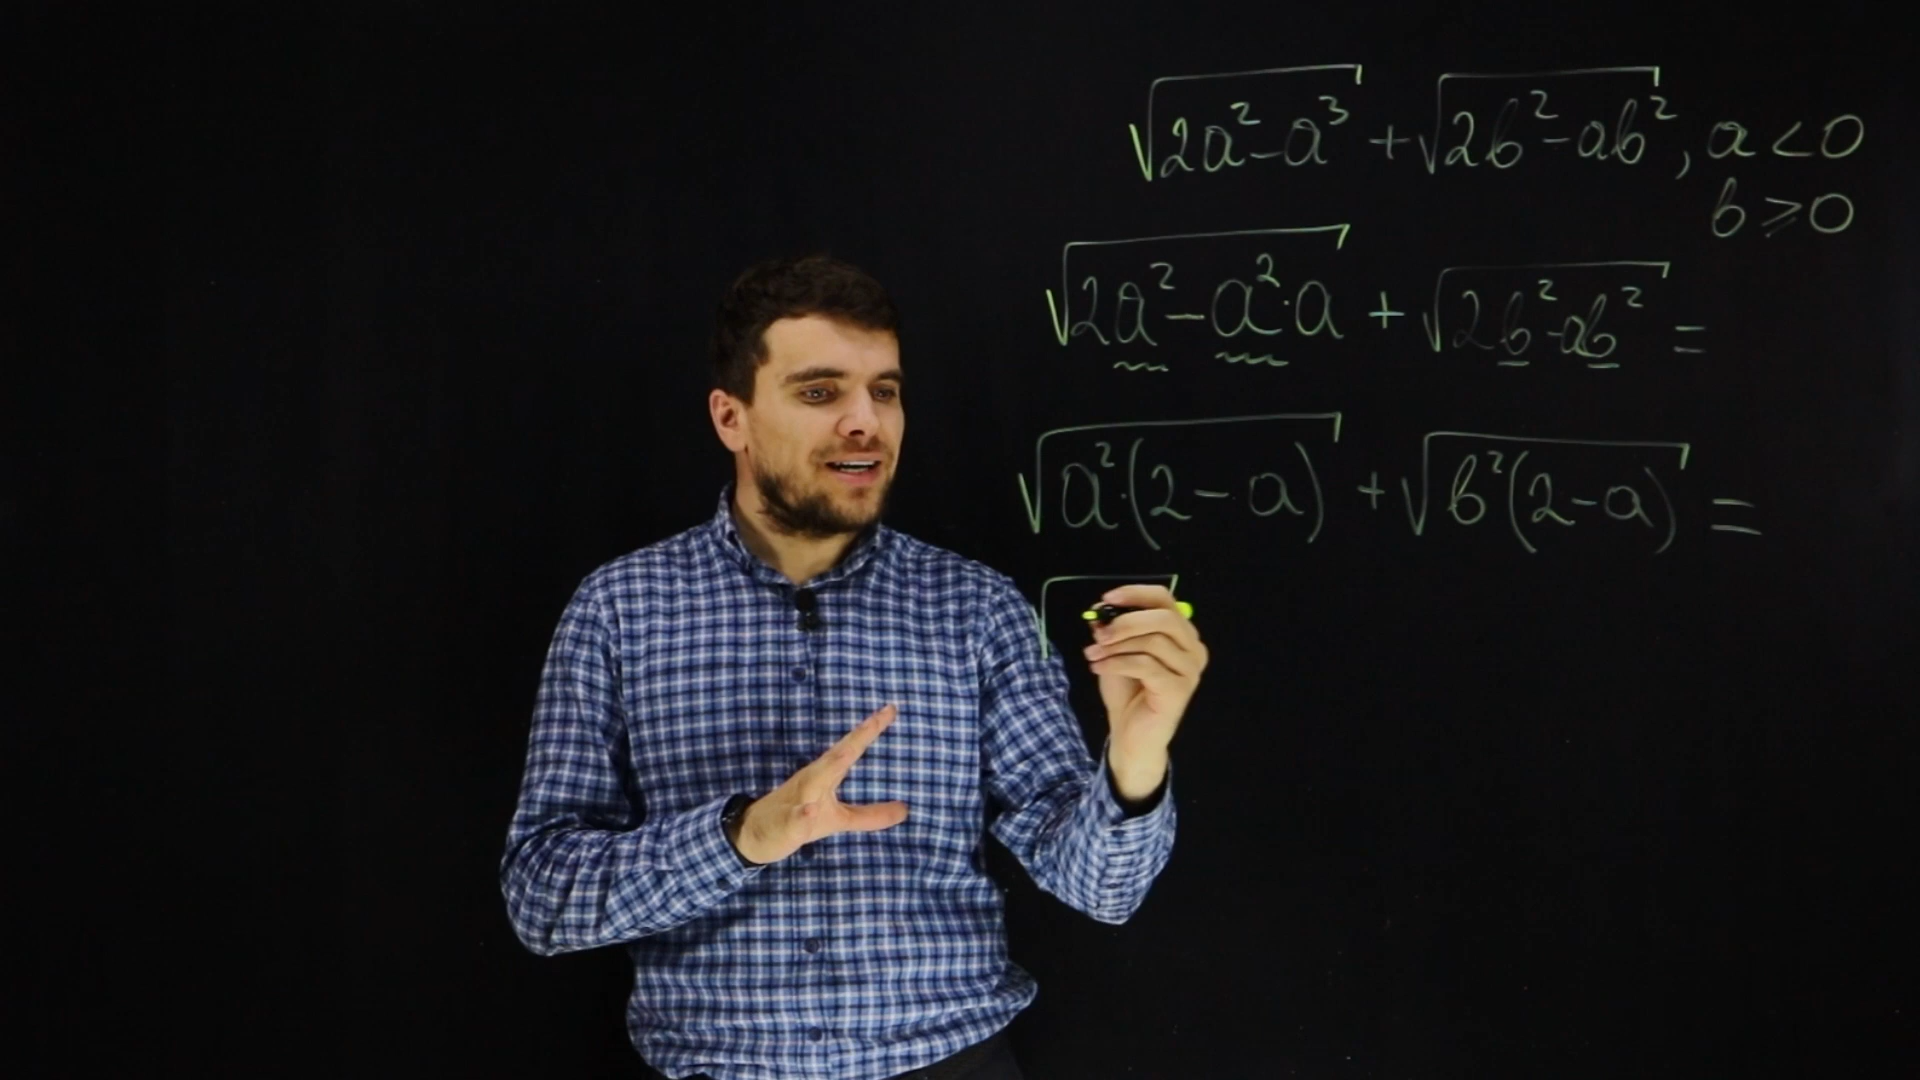 √(2a²-a³) + √(2b²-ab²), a < 0
b ⩾ 0
√(2a²-a²·a) + √(2b²-ab²) =
√(a²·(2-a)) + √(b²(2-a)) =
√